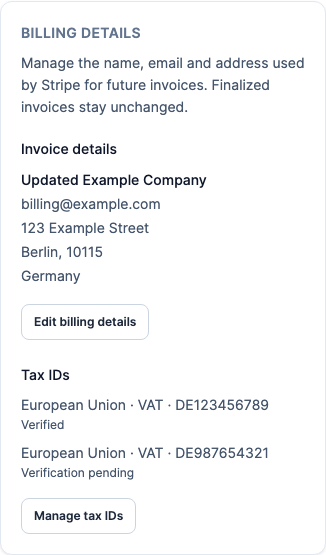 BILLING DETAILS
Manage the name, email and address used
by Stripe for future invoices. Finalized
invoices stay unchanged.
Invoice details
Updated Example Company
billing@example.com
123 Example Street
Berlin, 10115
Germany
Edit billing details
Tax IDs
European Union · VAT · DE123456789
Verified
European Union · VAT · DE987654321
Verification pending
Manage tax IDs